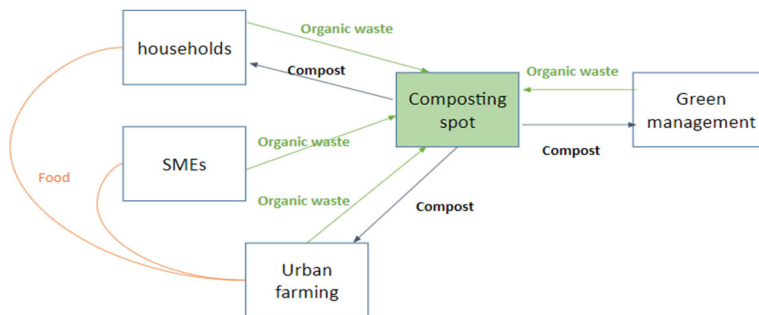 Organic waste
households
Compost
Organic waste
Composting
spot
Green
management
Organic waste
SMEs
Compost
Food
Organic waste
Compost
Urban
farming